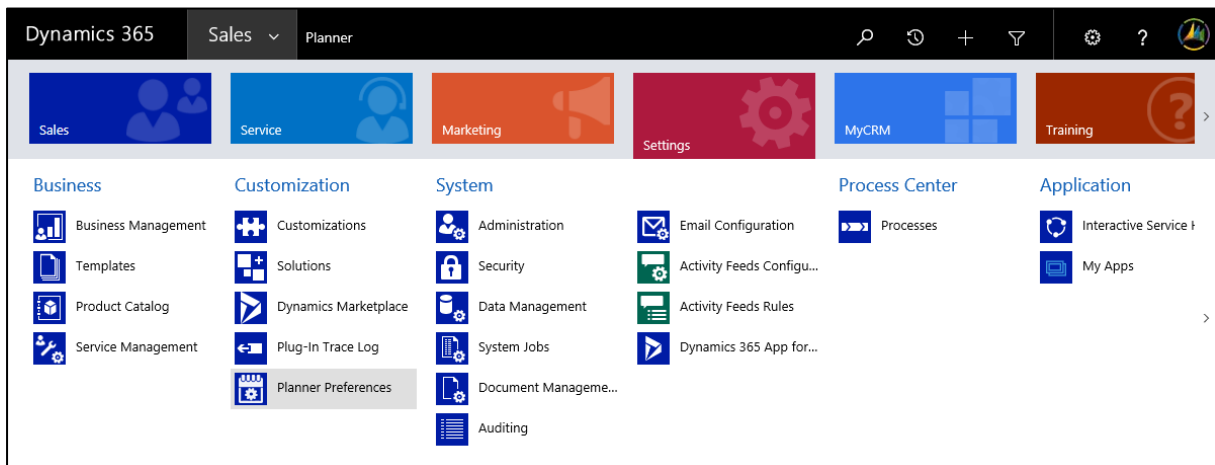 Dynamics 365 Sales Planner ?
Sales Service Marketing Settings MyCRM Training
Business
Business Management
Templates
Product Catalog
Service Management
Customization
Customizations
Solutions
Dynamics Marketplace
Plug-In Trace Log
Planner Preferences
System
Administration
Security
Data Management
System Jobs
Document Manageme...
Auditing
Email Configuration
Activity Feeds Configu...
Activity Feeds Rules
Dynamics 365 App for...
Process Center
Processes
Application
Interactive Service
My Apps